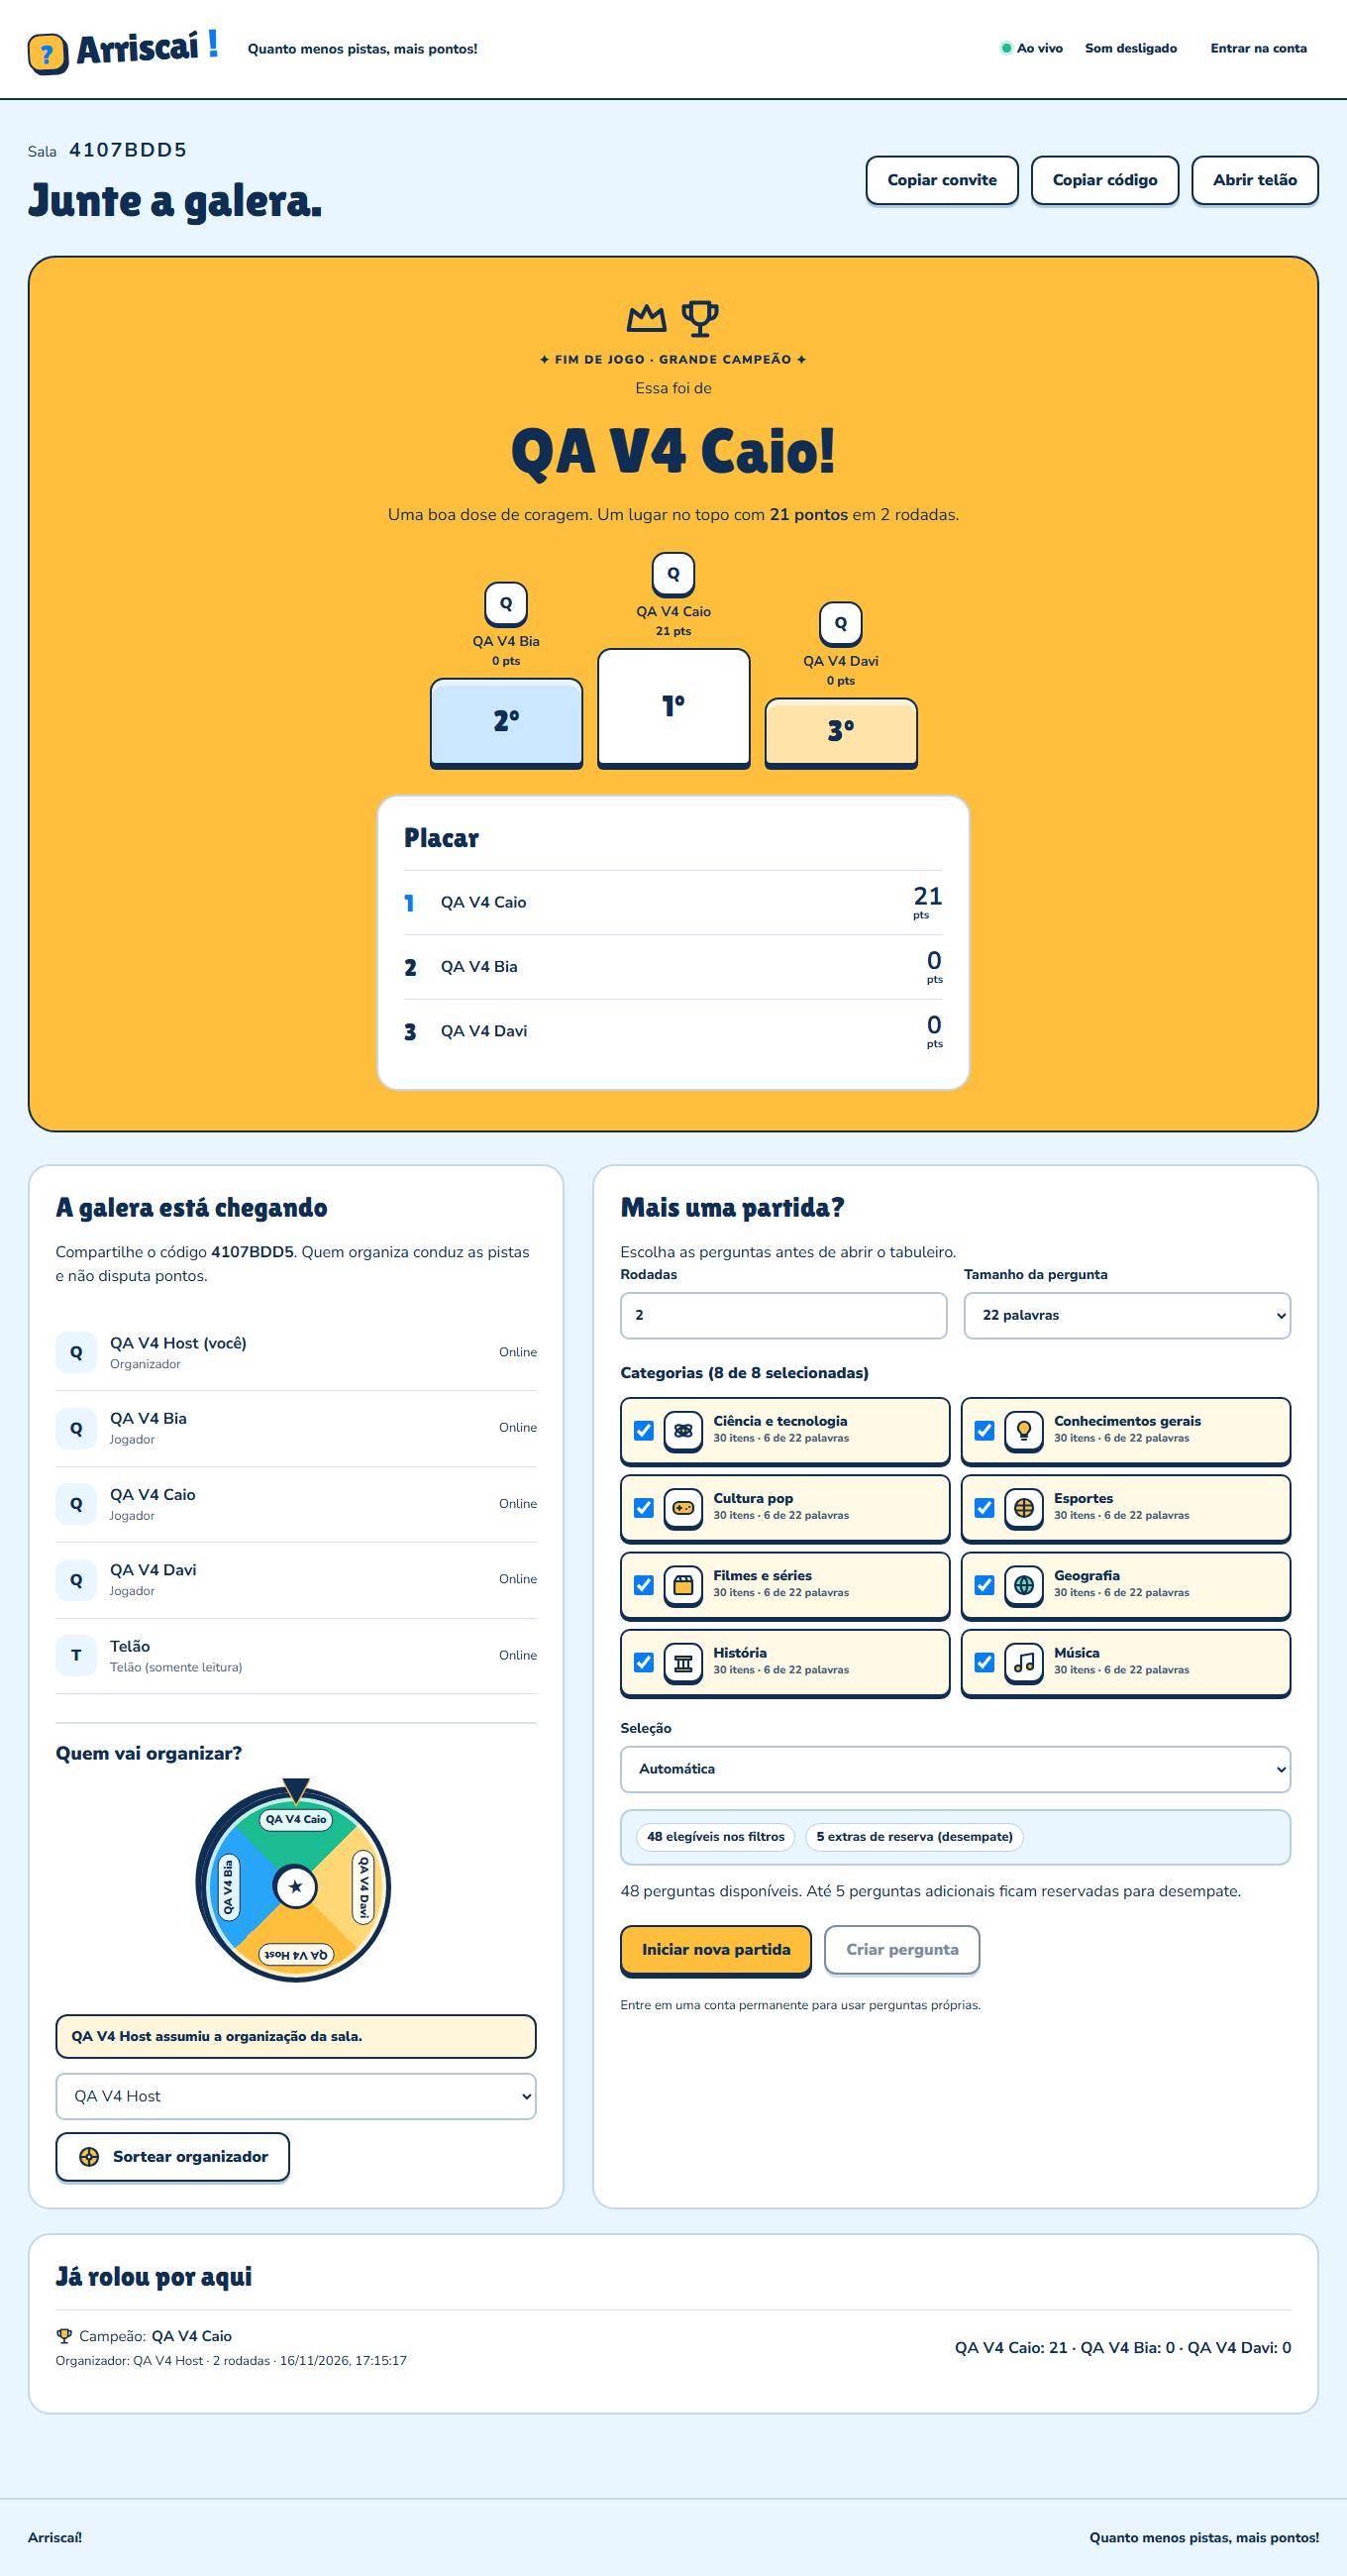 ? Arriscaí !
Quanto menos pistas, mais pontos!
Ao vivo
Som desligado
Entrar na conta
Sala 4107BDD5
Junte a galera.
Copiar convite
Copiar código
Abrir telão
✦ FIM DE JOGO · GRANDE CAMPEÃO ✦
Essa foi de
QA V4 Caio!
Uma boa dose de coragem. Um lugar no topo com 21 pontos em 2 rodadas.
Q
QA V4 Bia
0 pts
2º
Q
QA V4 Caio
21 pts
1º
Q
QA V4 Davi
0 pts
3º
Placar
1 QA V4 Caio 21 pts
2 QA V4 Bia 0 pts
3 QA V4 Davi 0 pts
A galera está chegando
Compartilhe o código 4107BDD5. Quem organiza conduz as pistas
e não disputa pontos.
Q
QA V4 Host (você)
Organizador
Online
Q
QA V4 Bia
Jogador
Online
Q
QA V4 Caio
Jogador
Online
Q
QA V4 Davi
Jogador
Online
T
Telão
Telão (somente leitura)
Online
Quem vai organizar?
QA V4 Caio
QA V4 Davi
QA V4 Host
QA V4 Bia
★
QA V4 Host assumiu a organização da sala.
QA V4 Host
Sortear organizador
Mais uma partida?
Escolha as perguntas antes de abrir o tabuleiro.
Rodadas
2
Tamanho da pergunta
22 palavras
Categorias (8 de 8 selecionadas)
Ciência e tecnologia
30 itens · 6 de 22 palavras
Conhecimentos gerais
30 itens · 6 de 22 palavras
Cultura pop
30 itens · 6 de 22 palavras
Esportes
30 itens · 6 de 22 palavras
Filmes e séries
30 itens · 6 de 22 palavras
Geografia
30 itens · 6 de 22 palavras
História
30 itens · 6 de 22 palavras
Música
30 itens · 6 de 22 palavras
Seleção
Automática
48 elegíveis nos filtros
5 extras de reserva (desempate)
48 perguntas disponíveis. Até 5 perguntas adicionais ficam reservadas para desempate.
Iniciar nova partida
Criar pergunta
Entre em uma conta permanente para usar perguntas próprias.
Já rolou por aqui
Campeão: QA V4 Caio
Organizador: QA V4 Host · 2 rodadas · 16/11/2026, 17:15:17
QA V4 Caio: 21 · QA V4 Bia: 0 · QA V4 Davi: 0
Arriscaí!
Quanto menos pistas, mais pontos!